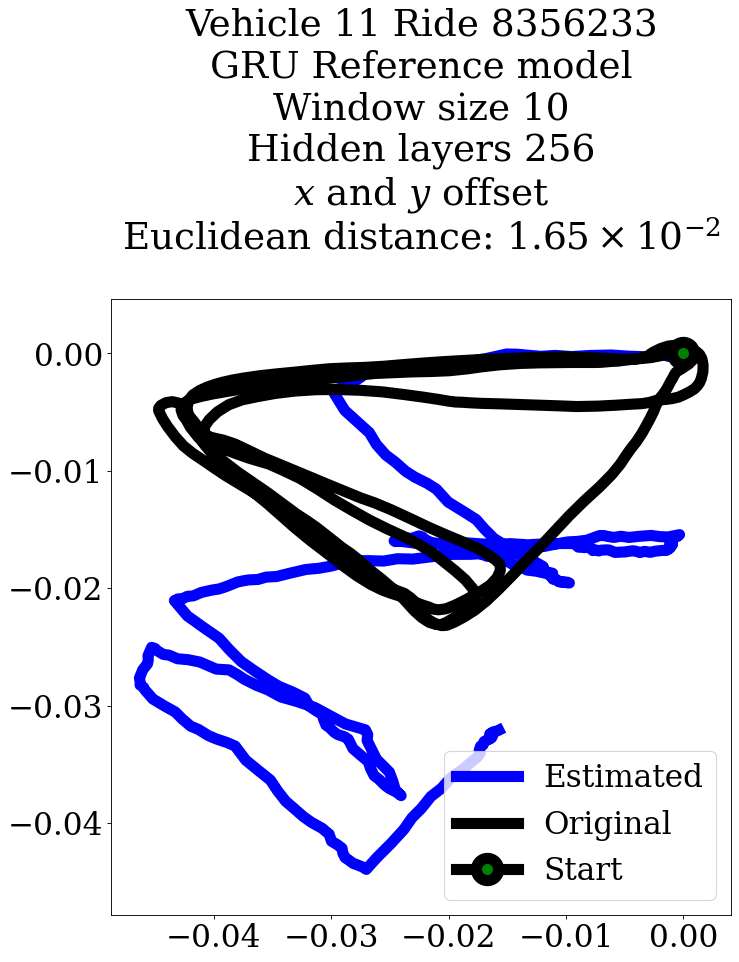 Vehicle 11 Ride 8356233
GRU Reference model
Window size 10
Hidden layers 256
x and y offset
Euclidean distance: 1.65 × 10⁻²
0.00
−0.01
−0.02
−0.03
−0.04
Estimated
Original
Start
−0.04 −0.03 −0.02 −0.01 0.00